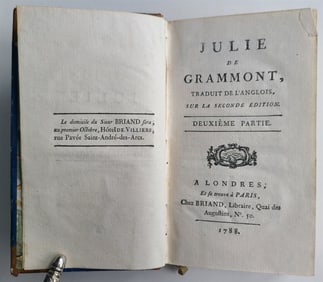 Le domicile du Sieur BRIAND sera,
au premier Octobre, Hôtel DE VILLIERS,
rue Pavée Saint-André-des-Arcs.
JULIE
DE
GRAMMONT,
TRADUIT DE L'ANGLOIS,
SUR LA SECONDE EDITION.
DEUXIÈME PARTIE.
A LONDRES;
Et se trouve à PARIS,
Chez BRIAND, Libraire, Quai des
Augustins, N°. 50.
1788.